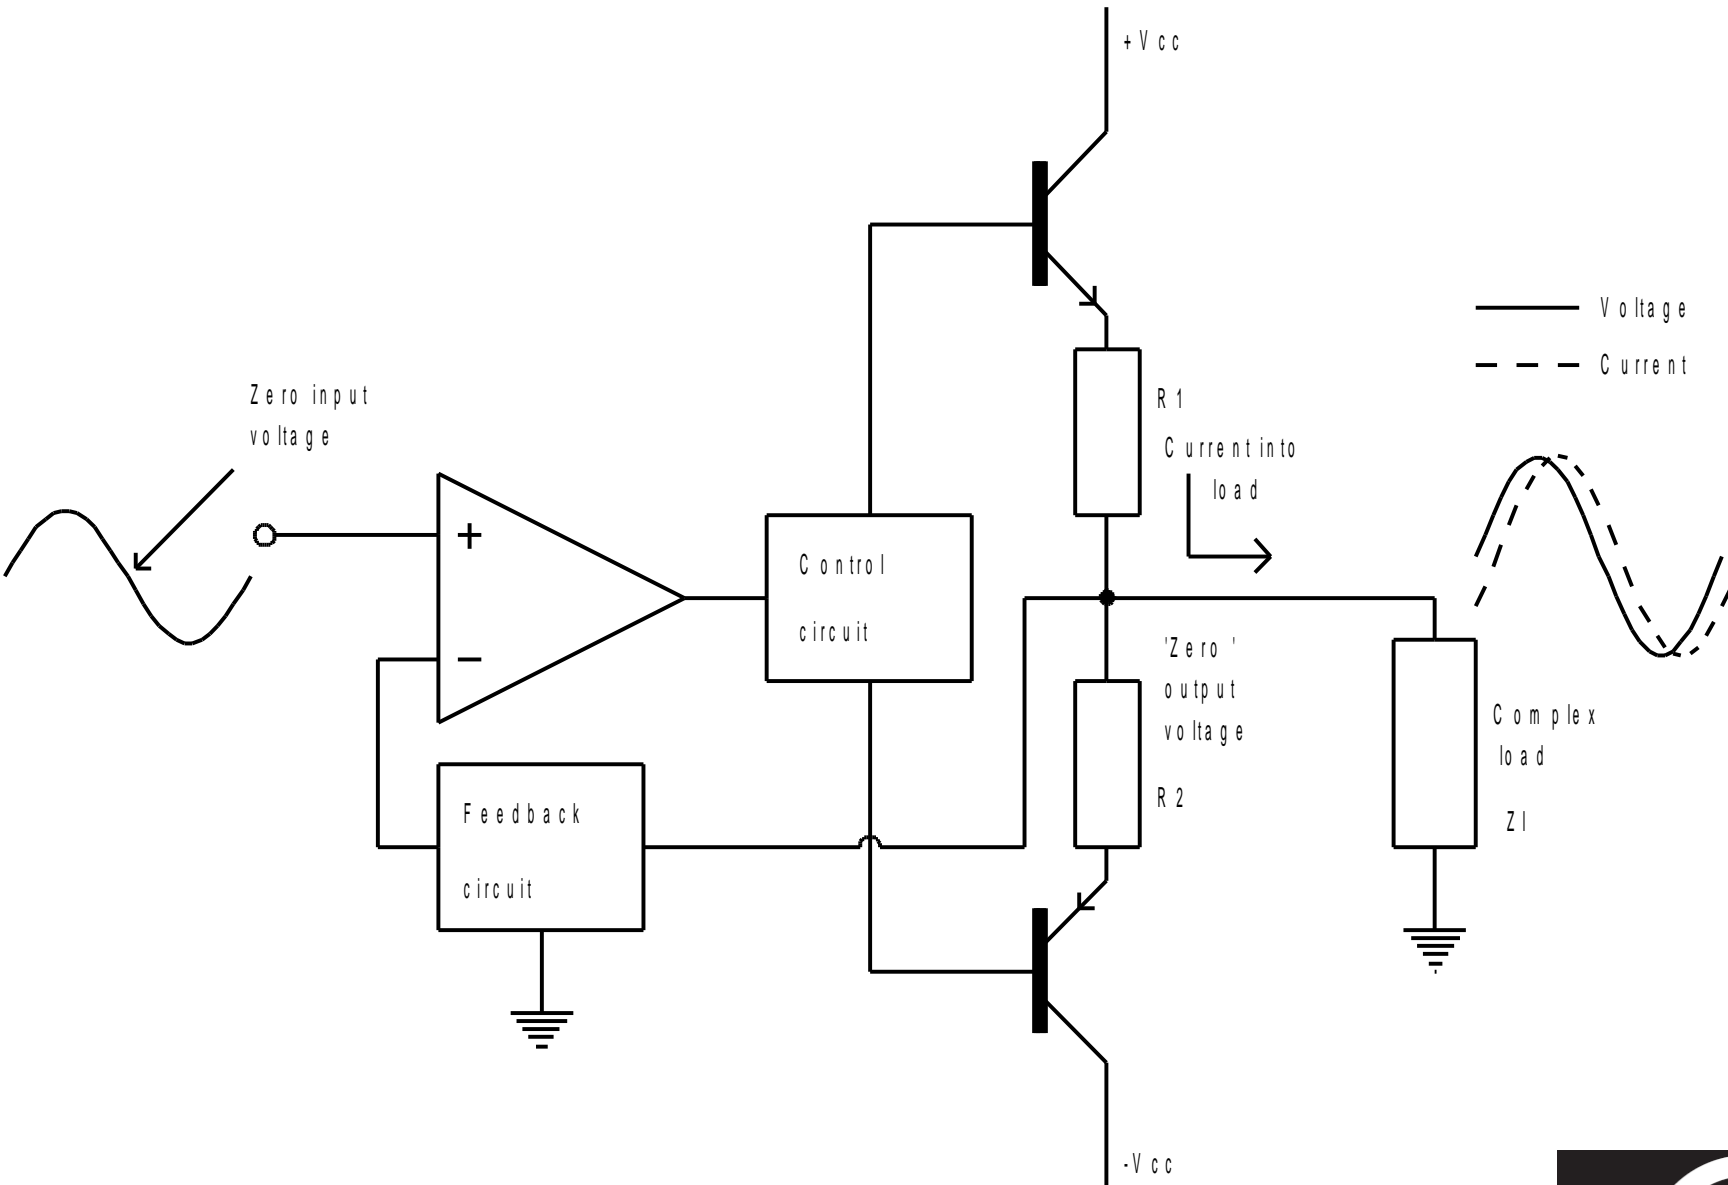 +Vcc
Voltage
Current
Zero input
voltage
R1
Current into
load
+
Control
circuit
−
'Zero'
output
voltage
R2
Complex
load
Zl
Feedback
circuit
-Vcc